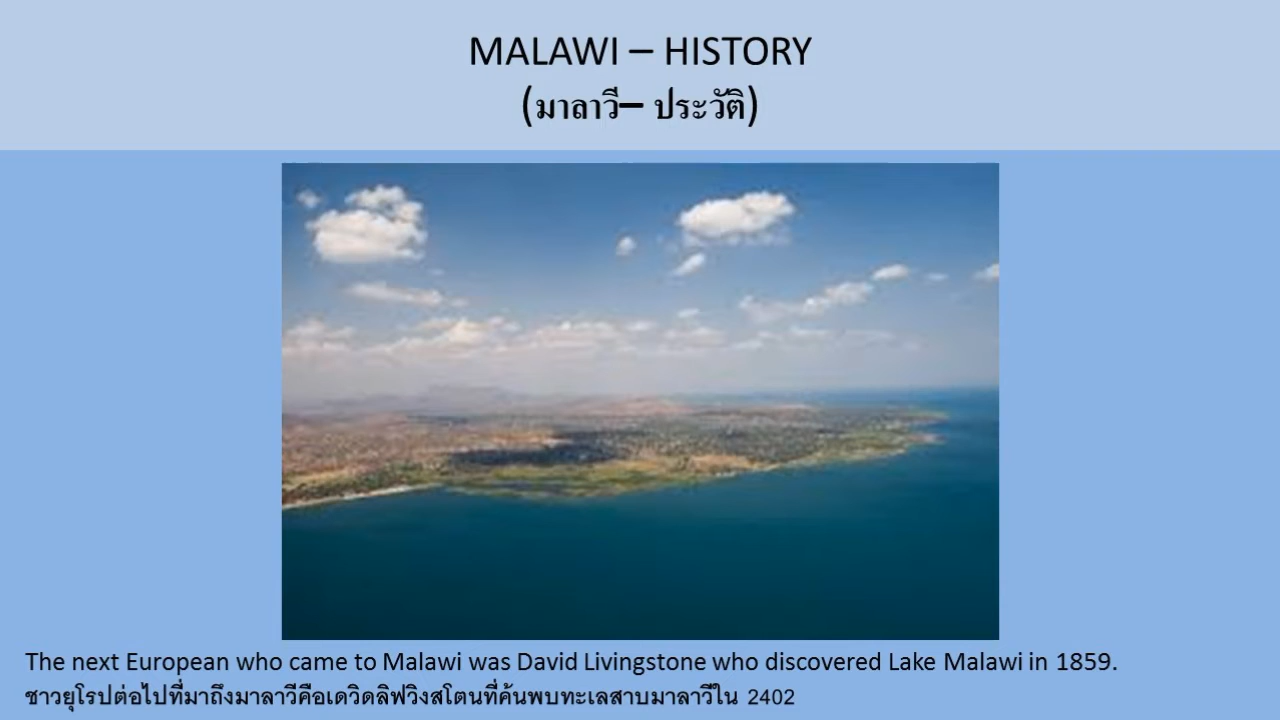 MALAWI – HISTORY
(มาลาวี– ประวัติ)
The next European who came to Malawi was David Livingstone who discovered Lake Malawi in 1859.
ชาวยุโรปต่อไปที่มาถึงมาลาวีคือเดวิดลิฟวิงสโตนที่ค้นพบทะเลสาบมาลาวีใน 2402